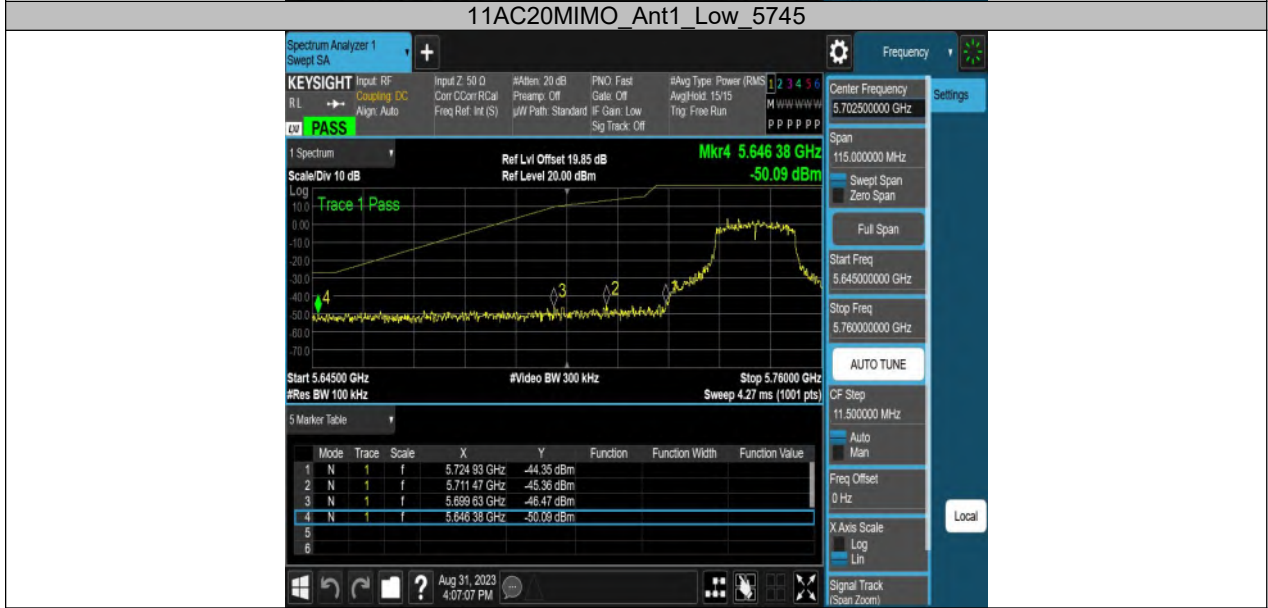 11AC20MIMO_Ant1_Low_5745
Spectrum Analyzer 1
Swept SA
+
Frequency
KEYSIGHT
RL
LXI
PASS
Input: RF
Coupling: DC
Align: Auto
Input Z: 50 Ω
Corr CCorr RCal
Freq Ref: Int (S)
#Atten: 20 dB
Preamp: Off
µW Path: Standard
PNO: Fast
Gate: Off
IF Gain: Low
Sig Track: Off
#Avg Type: Power (RMS
Avg|Hold: 15/15
Trig: Free Run
1 2 3 4 5 6
M W W W W W
P P P P P P
Center Frequency
5.702500000 GHz
Settings
Span
115.000000 MHz
Swept Span
Zero Span
Full Span
Start Freq
5.645000000 GHz
Stop Freq
5.760000000 GHz
AUTO TUNE
CF Step
11.500000 MHz
Auto
Man
Freq Offset
0 Hz
X Axis Scale
Log
Lin
Signal Track
(Span Zoom)
Local
1 Spectrum
Scale/Div 10 dB
Ref Lvl Offset 19.85 dB
Ref Level 20.00 dBm
Mkr4 5.646 38 GHz
-50.09 dBm
Log
Trace 1 Pass
10.0
0.00
-10.0
-20.0
-30.0
-40.0
-50.0
-60.0
-70.0
4
3
2
Start 5.64500 GHz
#Res BW 100 kHz
#Video BW 300 kHz
Stop 5.76000 GHz
Sweep 4.27 ms (1001 pts)
5 Marker Table
Mode Trace Scale X Y Function Function Width Function Value
1 N 1 f 5.724 93 GHz -44.35 dBm
2 N 1 f 5.711 47 GHz -45.36 dBm
3 N 1 f 5.699 63 GHz -46.47 dBm
4 N 1 f 5.646 38 GHz -50.09 dBm
5
6
?
Aug 31, 2023
4:07:07 PM